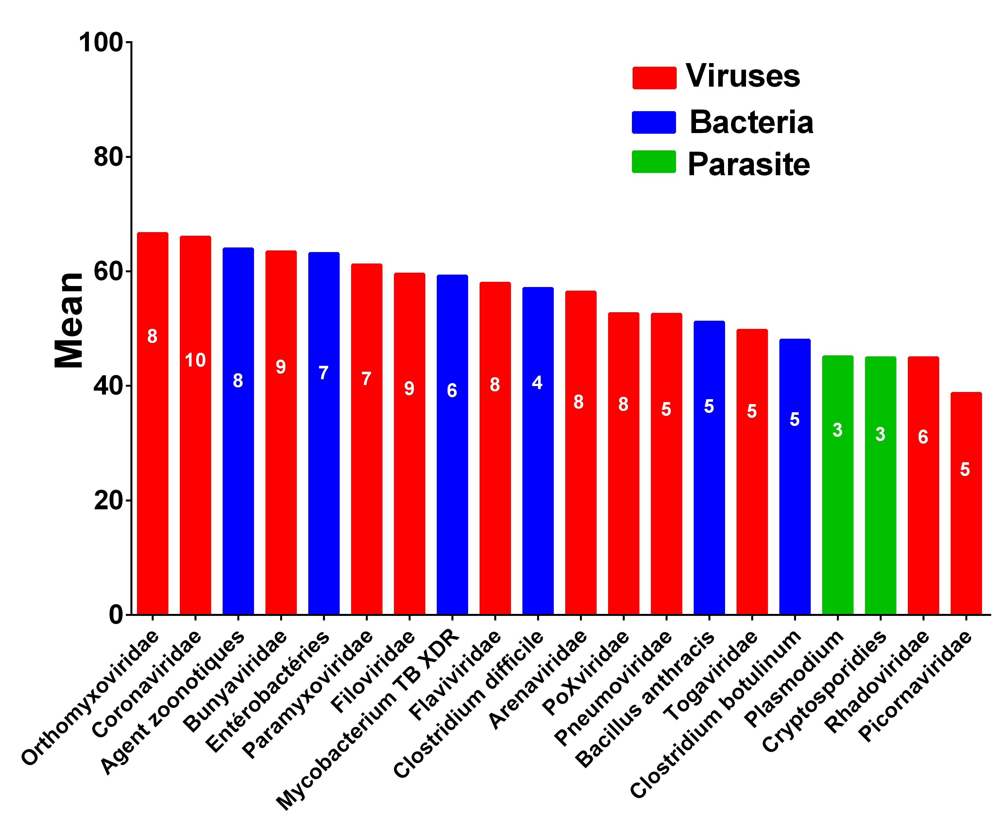 100
80
60
40
20
0
Mean
Viruses
Bacteria
Parasite
8
10
8
9
7
7
9
6
8
4
8
8
5
5
5
5
3
3
6
5
Orthomyxoviridae
Coronaviridae
Agent zoonotiques
Bunyaviridae
Entérobactéries
Paramyxoviridae
Filoviridae
Mycobacterium TB XDR
Flaviviridae
Clostridium difficile
Arenaviridae
PoXviridae
Pneumoviridae
Bacillus anthracis
Togaviridae
Clostridium botulinum
Plasmodium
Cryptosporidies
Rhadoviridae
Picornaviridae